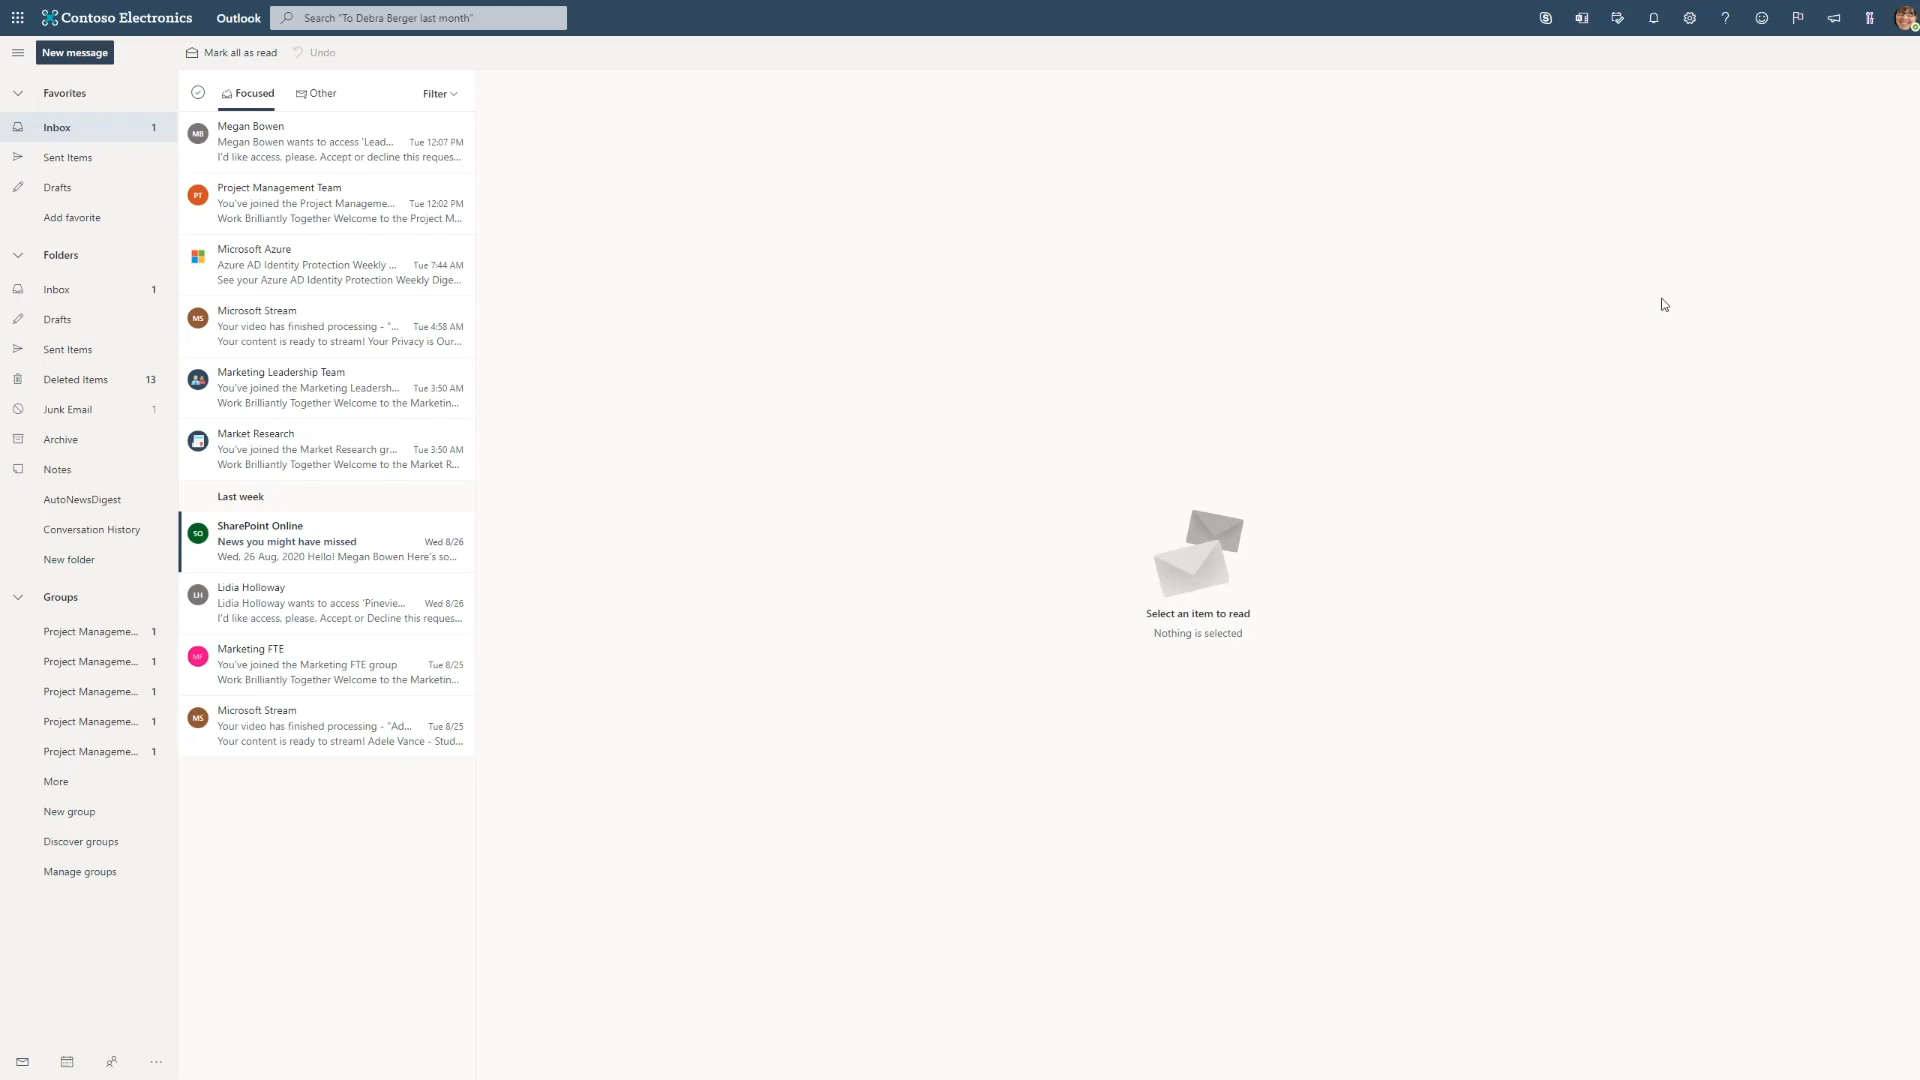 Contoso Electronics
Outlook
Search "To Debra Berger last month"
New message
Mark all as read
Undo
Favorites
Inbox 1
Sent Items
Drafts
Add favorite
Folders
Inbox 1
Drafts
Sent Items
Deleted Items 13
Junk Email 1
Archive
Notes
AutoNewsDigest
Conversation History
New folder
Groups
Project Manageme... 1
Project Manageme... 1
Project Manageme... 1
Project Manageme... 1
Project Manageme... 1
More
New group
Discover groups
Manage groups
Focused
Other
Filter
MB
Megan Bowen
Megan Bowen wants to access 'Lead... Tue 12:07 PM
I'd like access, please. Accept or decline this reques...
PT
Project Management Team
You've joined the Project Manageme... Tue 12:02 PM
Work Brilliantly Together Welcome to the Project M...
Microsoft Azure
Azure AD Identity Protection Weekly ... Tue 7:44 AM
See your Azure AD Identity Protection Weekly Dige...
MS
Microsoft Stream
Your video has finished processing - "... Tue 4:58 AM
Your content is ready to stream! Your Privacy is Our...
Marketing Leadership Team
You've joined the Marketing Leadersh... Tue 3:50 AM
Work Brilliantly Together Welcome to the Marketin...
Market Research
You've joined the Market Research gr... Tue 3:50 AM
Work Brilliantly Together Welcome to the Market R...
Last week
SO
SharePoint Online
News you might have missed Wed 8/26
Wed, 26 Aug, 2020 Hello! Megan Bowen Here's so...
LH
Lidia Holloway
Lidia Holloway wants to access 'Pinevie... Wed 8/26
I'd like access, please. Accept or Decline this reques...
MF
Marketing FTE
You've joined the Marketing FTE group Tue 8/25
Work Brilliantly Together Welcome to the Marketin...
MS
Microsoft Stream
Your video has finished processing - "Ad... Tue 8/25
Your content is ready to stream! Adele Vance - Stud...
Select an item to read
Nothing is selected